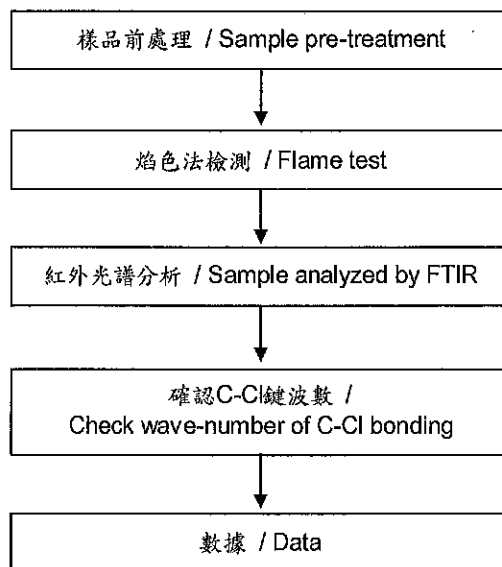 樣品前處理 / Sample pre-treatment
焰色法檢測 / Flame test
紅外光譜分析 / Sample analyzed by FTIR
確認C-Cl鍵波數 /
Check wave-number of C-Cl bonding
數據 / Data